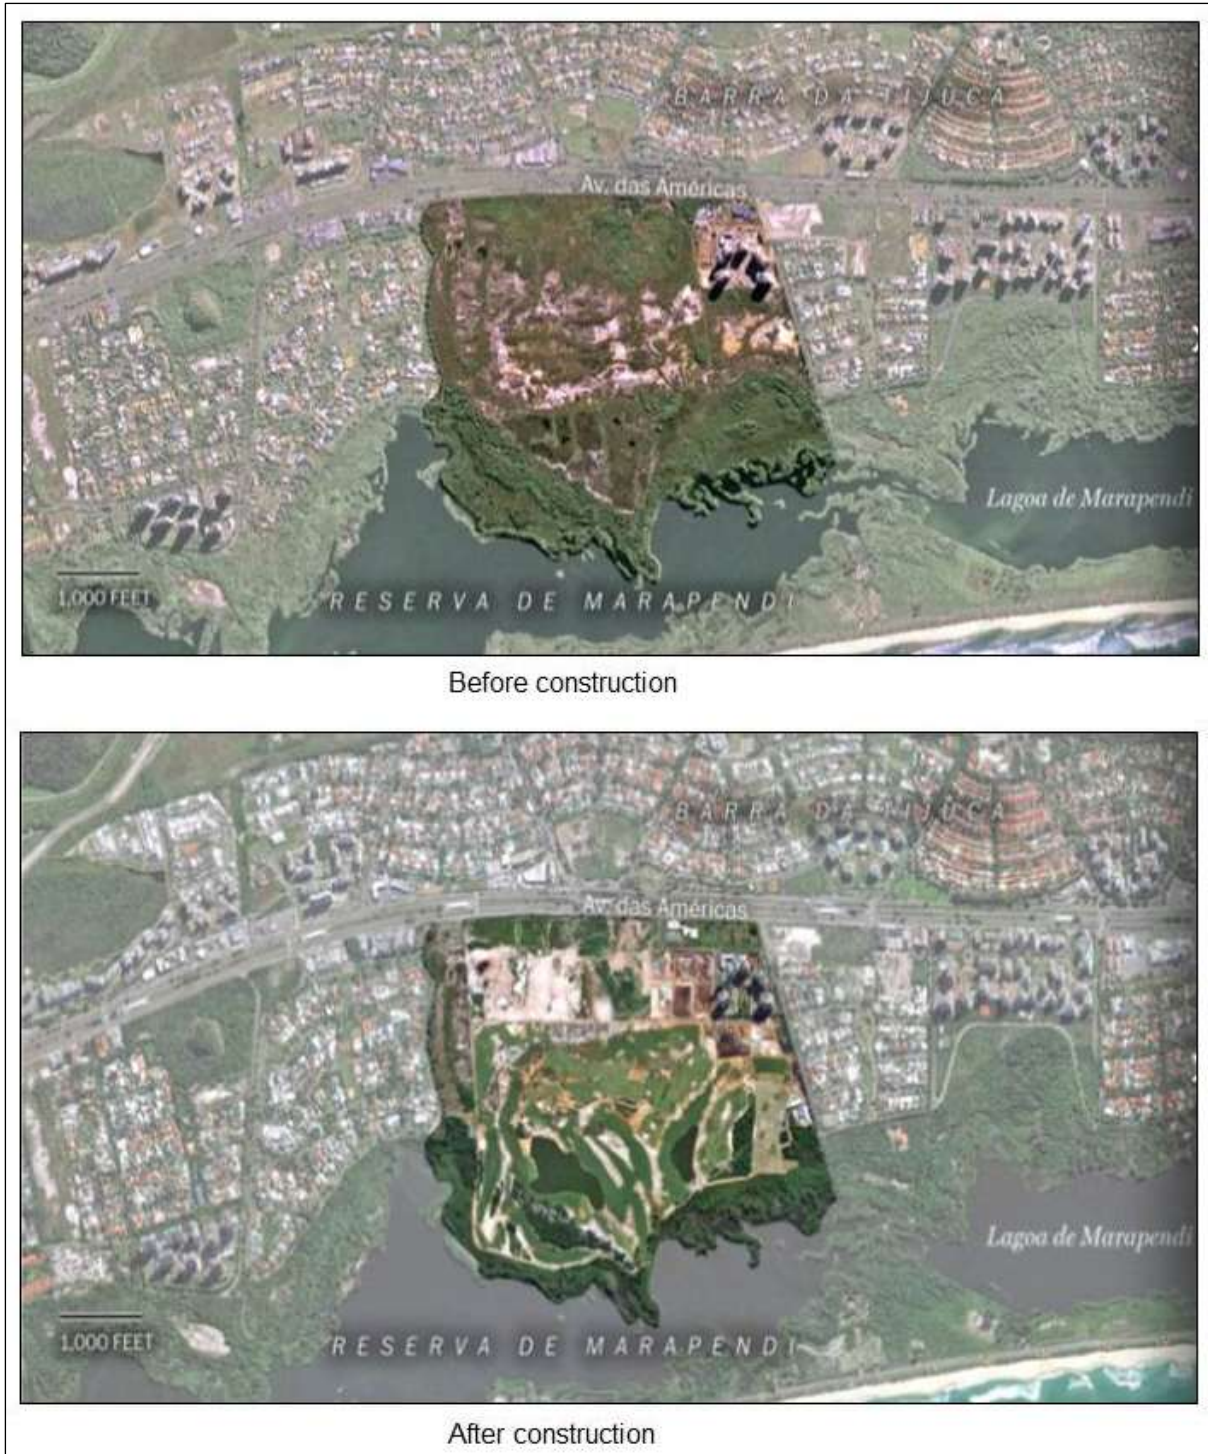 BARRA DA TIJUCA
Av. das Américas
Lagoa de Marapendi
1,000 FEET
RESERVA DE MARAPENDI
Before construction
BARRA DA TIJUCA
Av. das Américas
Lagoa de Marapendi
1,000 FEET
RESERVA DE MARAPENDI
After construction